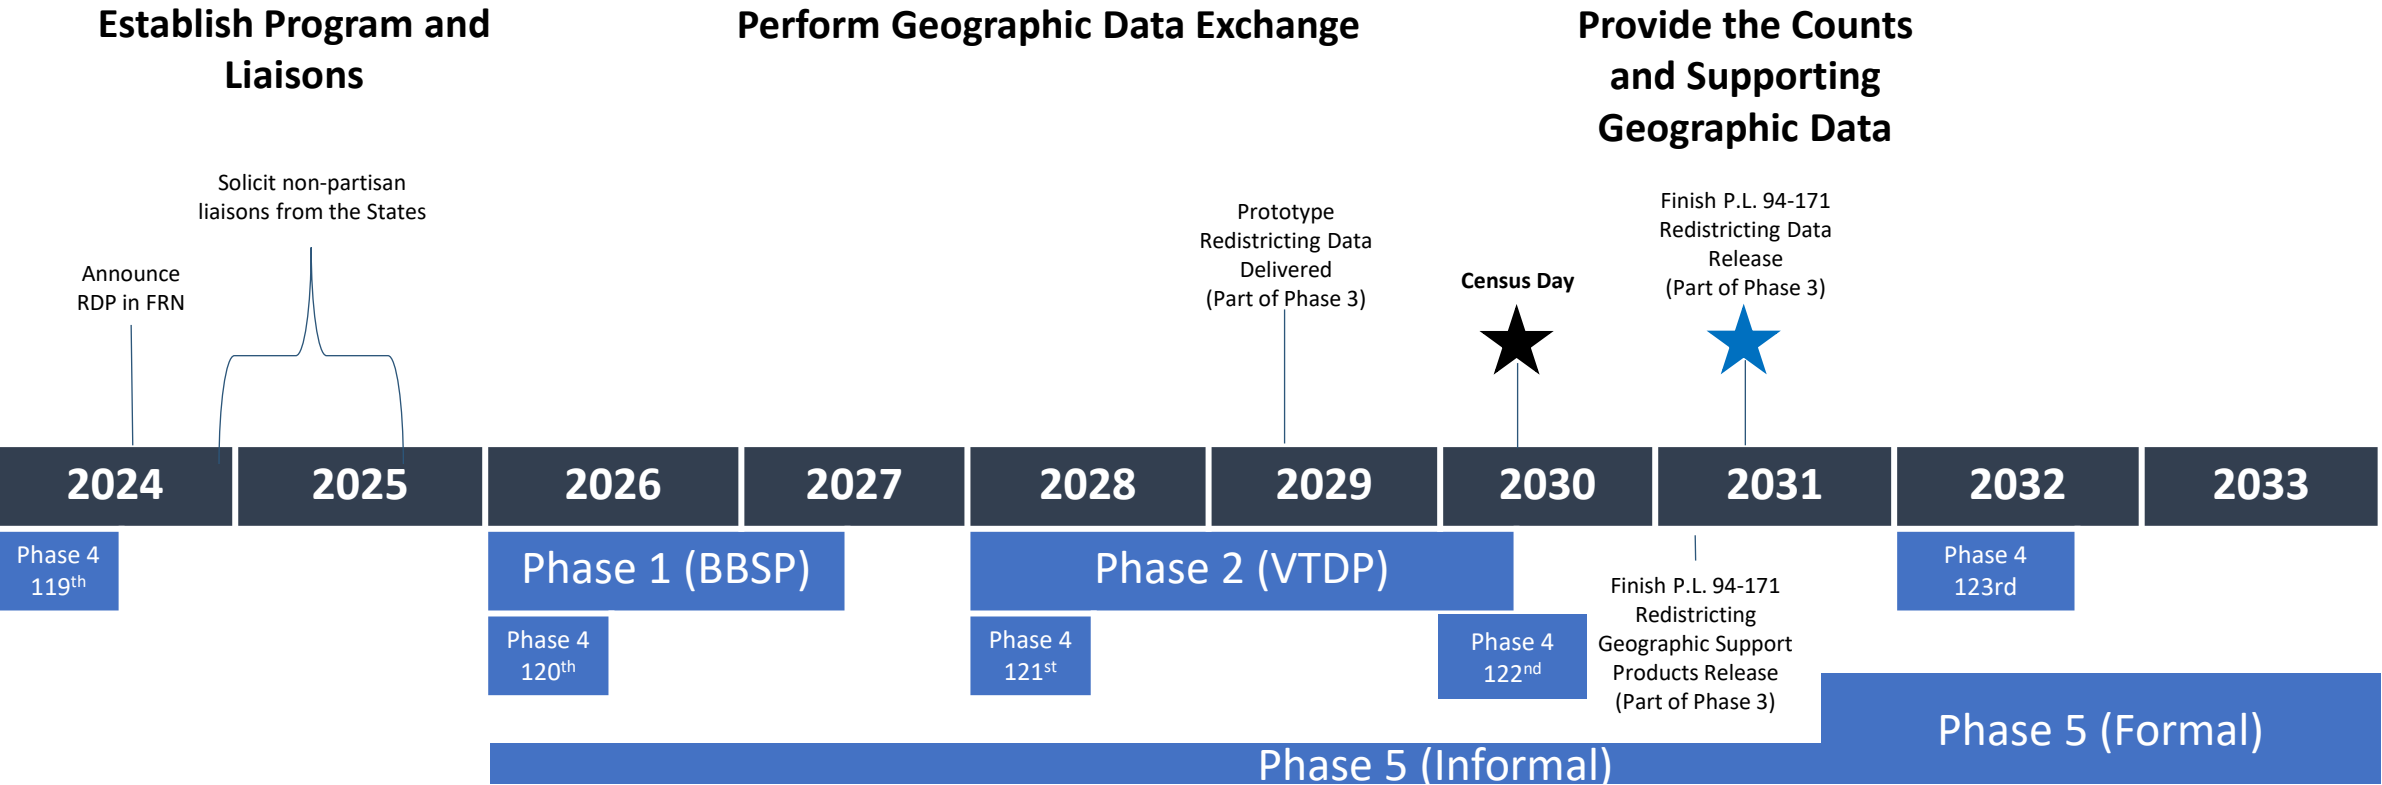 Establish Program and
Liaisons
Perform Geographic Data Exchange
Provide the Counts
and Supporting
Geographic Data
Solicit non-partisan
liaisons from the States
Announce
RDP in FRN
Prototype
Redistricting Data
Delivered
(Part of Phase 3)
Census Day
Finish P.L. 94-171
Redistricting Data
Release
(Part of Phase 3)
2024 2025 2026 2027 2028 2029 2030 2031 2032 2033
Phase 4
119th
Phase 1 (BBSP)
Phase 2 (VTDP)
Phase 4
123rd
Phase 4
120th
Phase 4
121st
Phase 4
122nd
Finish P.L. 94-171
Redistricting
Geographic Support
Products Release
(Part of Phase 3)
Phase 5 (Formal)
Phase 5 (Informal)